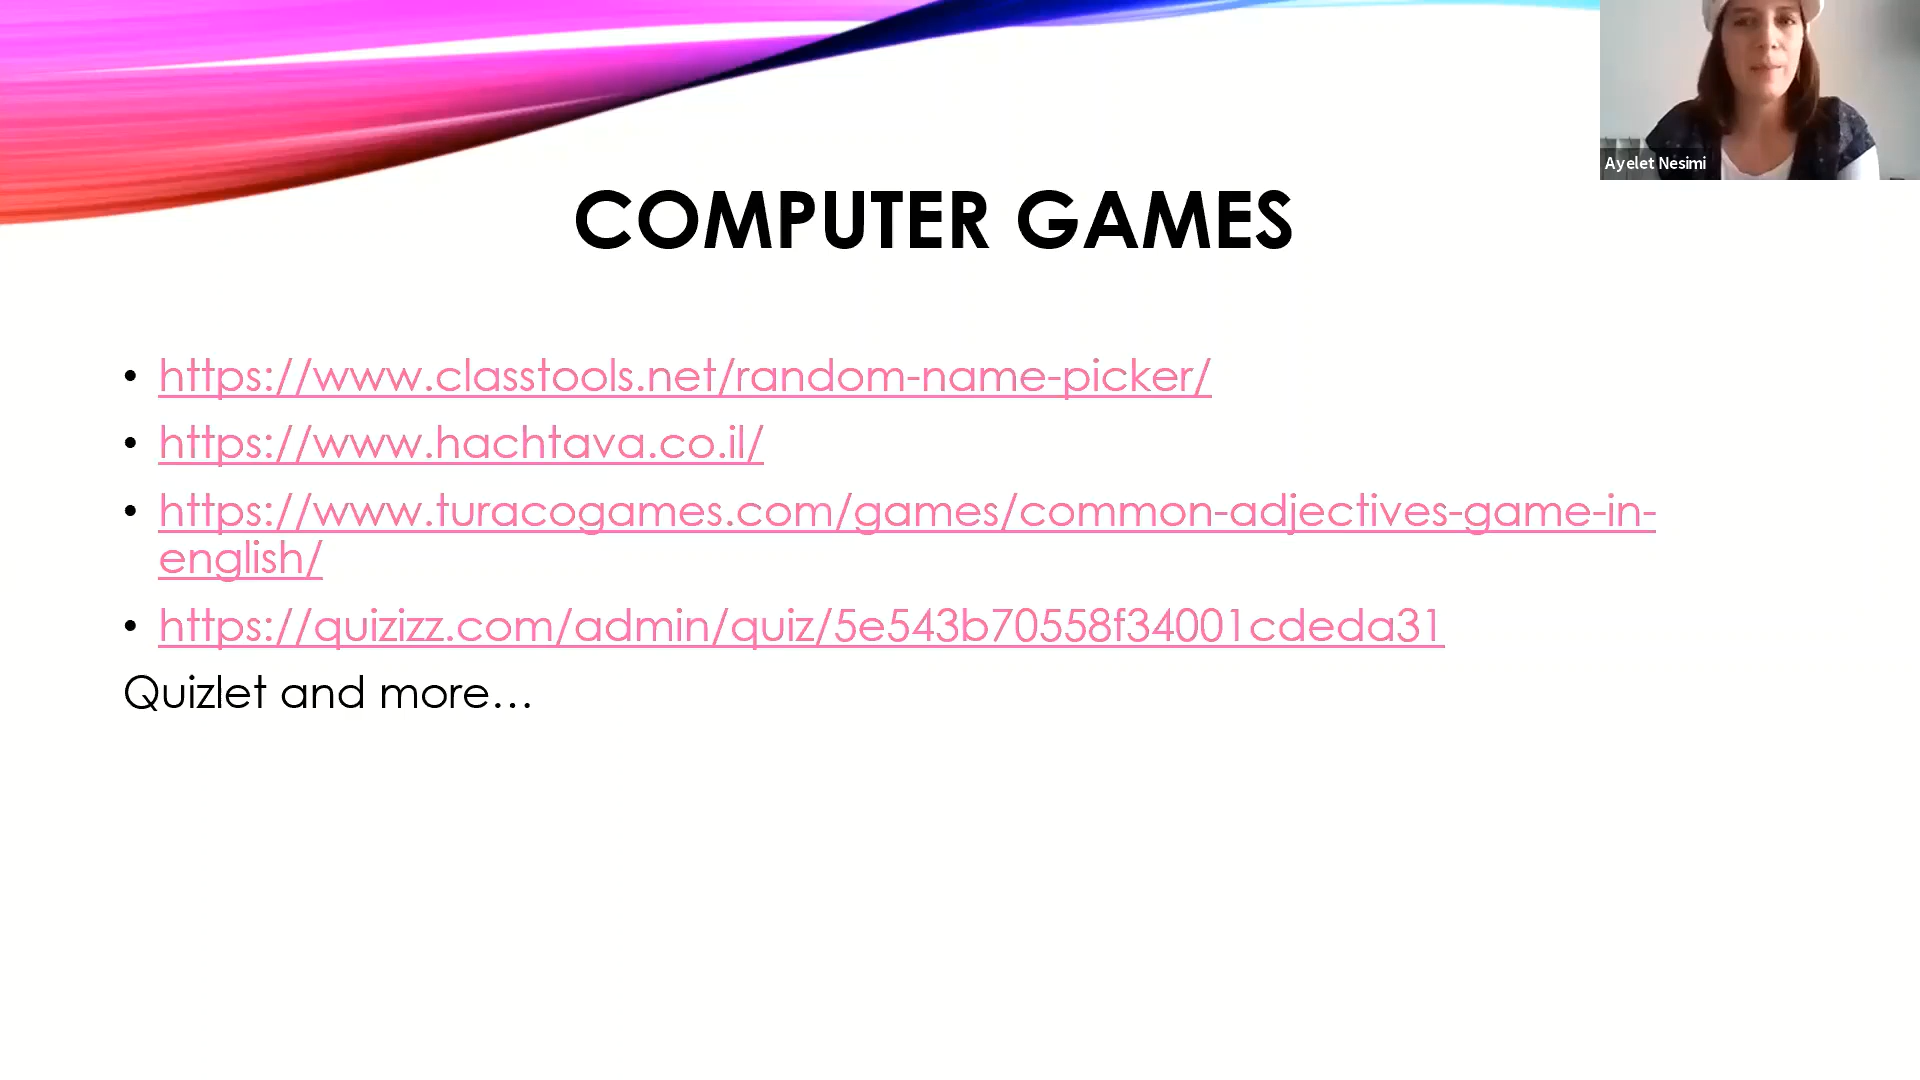 Ayelet Nesimi
COMPUTER GAMES
• https://www.classtools.net/random-name-picker/
• https://www.hachtava.co.il/
• https://www.turacogames.com/games/common-adjectives-game-in-
english/
• https://quizizz.com/admin/quiz/5e543b70558f34001cdeda31
Quizlet and more...